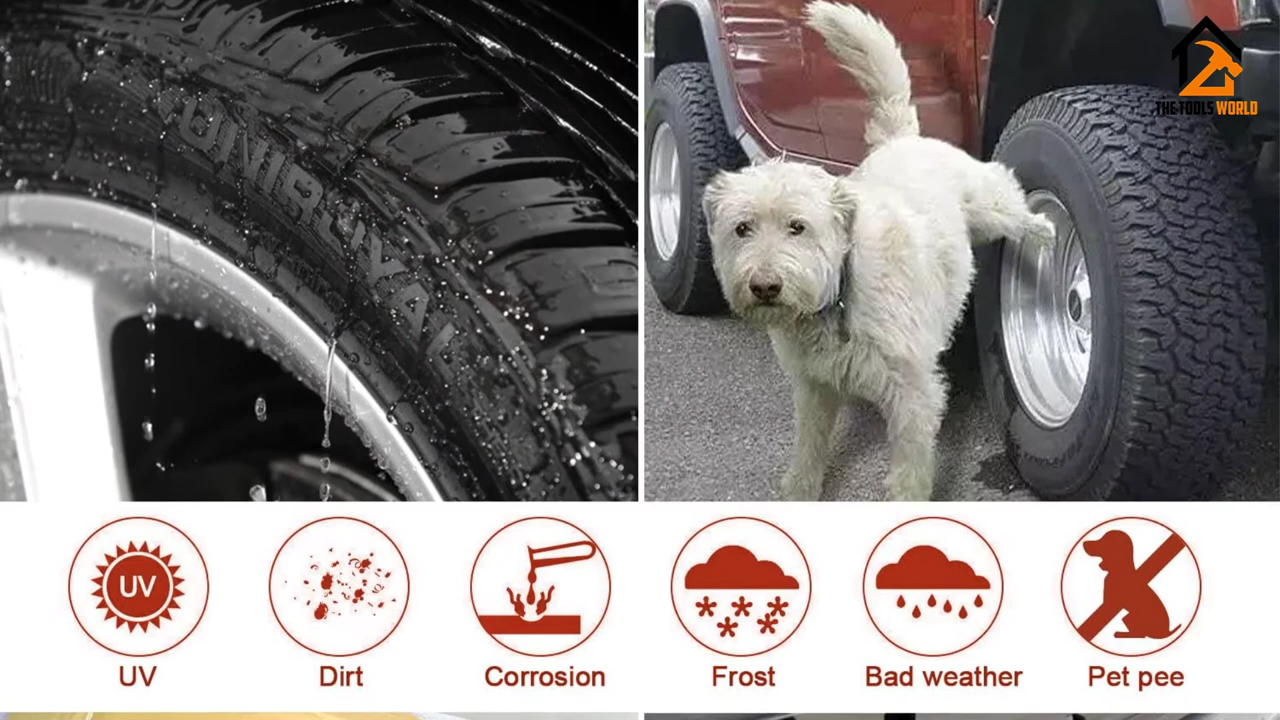 UNIROYAL
THE TOOLS WORLD
UV
UV
Dirt
Corrosion
Frost
Bad weather
Pet pee